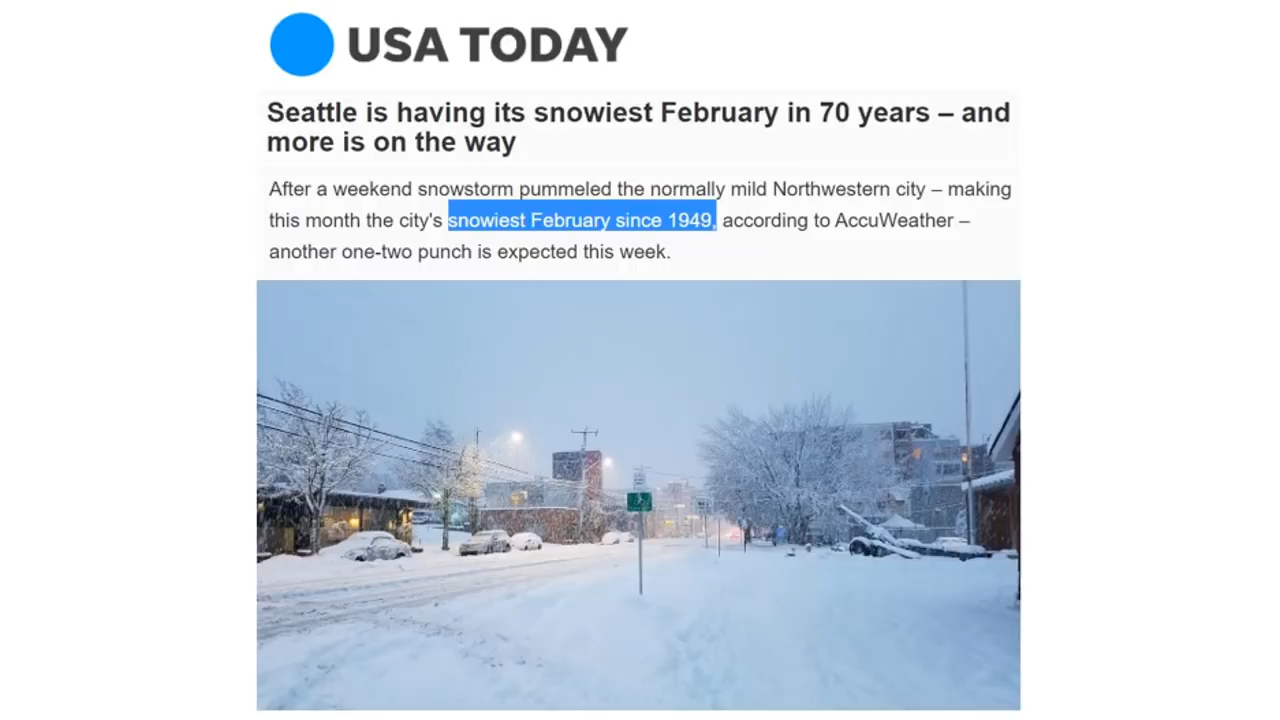 USA TODAY
Seattle is having its snowiest February in 70 years – and
more is on the way
After a weekend snowstorm pummeled the normally mild Northwestern city – making
this month the city's snowiest February since 1949, according to AccuWeather –
another one-two punch is expected this week.